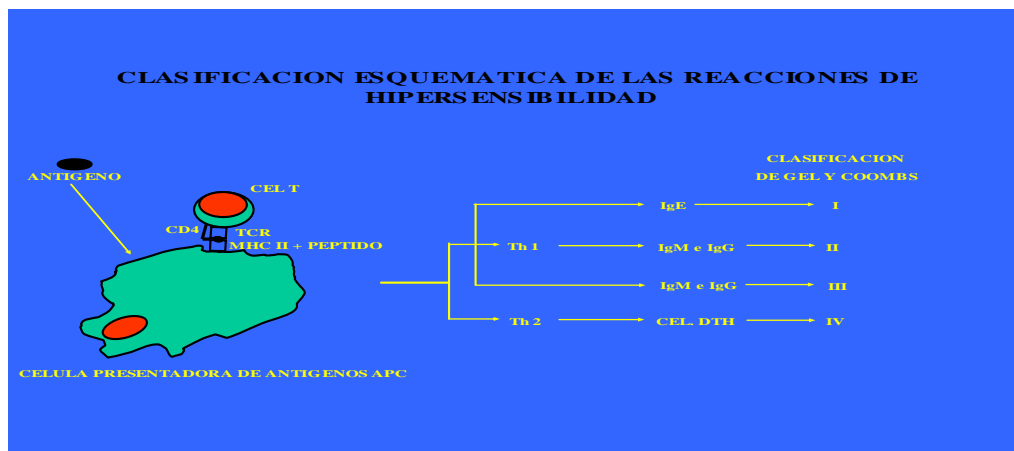 CLASIFICACION ESQUEMATICA DE LAS REACCIONES DE
HIPERSENSIBILIDAD
CLASIFICACION
DE GEL Y COOMBS
ANTIGENO
CEL T
CD4
TCR
MHC II + PEPTIDO
IgE
I
Th 1
IgM e IgG
II
IgM e IgG
III
Th 2
CEL. DTH
IV
CELULA PRESENTADORA DE ANTIGENOS APC